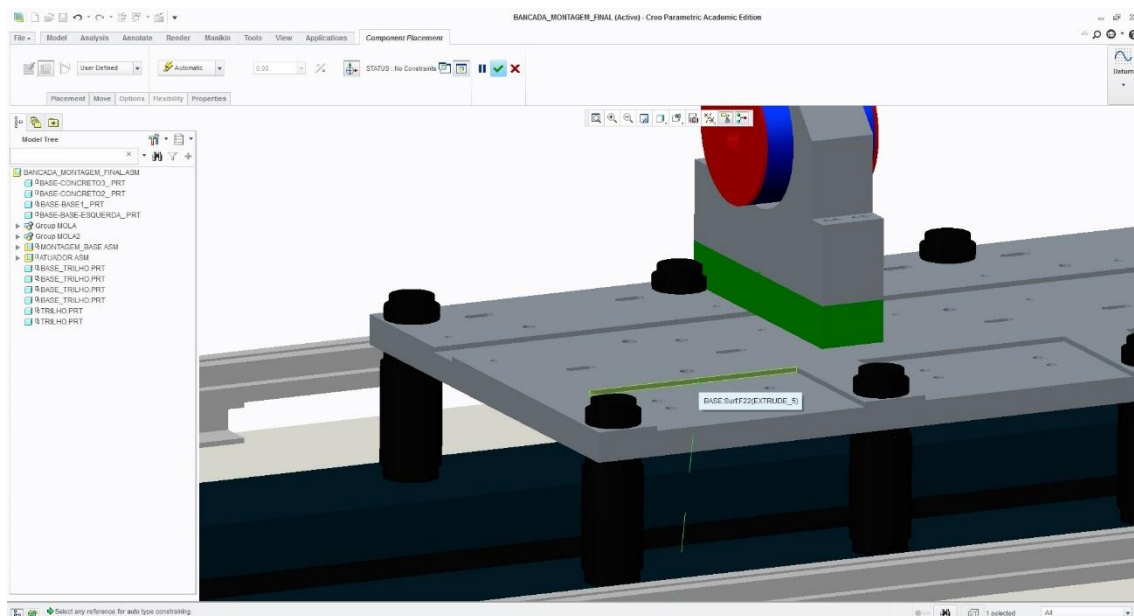 BANCADA_MONTAGEM_FINAL (Active) - Creo Parametric Academic Edition
File Model Analysis Annotate Render Manikin Tools View Applications Component Placement
User Defined Automatic 0.00 STATUS : No Constraints
Datum
Placement Move Options Flexibility Properties
Model Tree
BANCADA_MONTAGEM_FINAL.ASM
BASE-CONCRETO3_.PRT
BASE-CONCRETO2_.PRT
BASE-BASE1_.PRT
BASE-BASE-ESQUERDA_.PRT
Group MOLA
Group MOLA2
MONTAGEM_BASE.ASM
ATUADOR.ASM
BASE_TRILHO.PRT
BASE_TRILHO.PRT
BASE_TRILHO.PRT
BASE_TRILHO.PRT
TRILHO.PRT
TRILHO.PRT
BASE:Surf:F22(EXTRUDE_5)
Select any reference for auto type constraining.
1 selected All